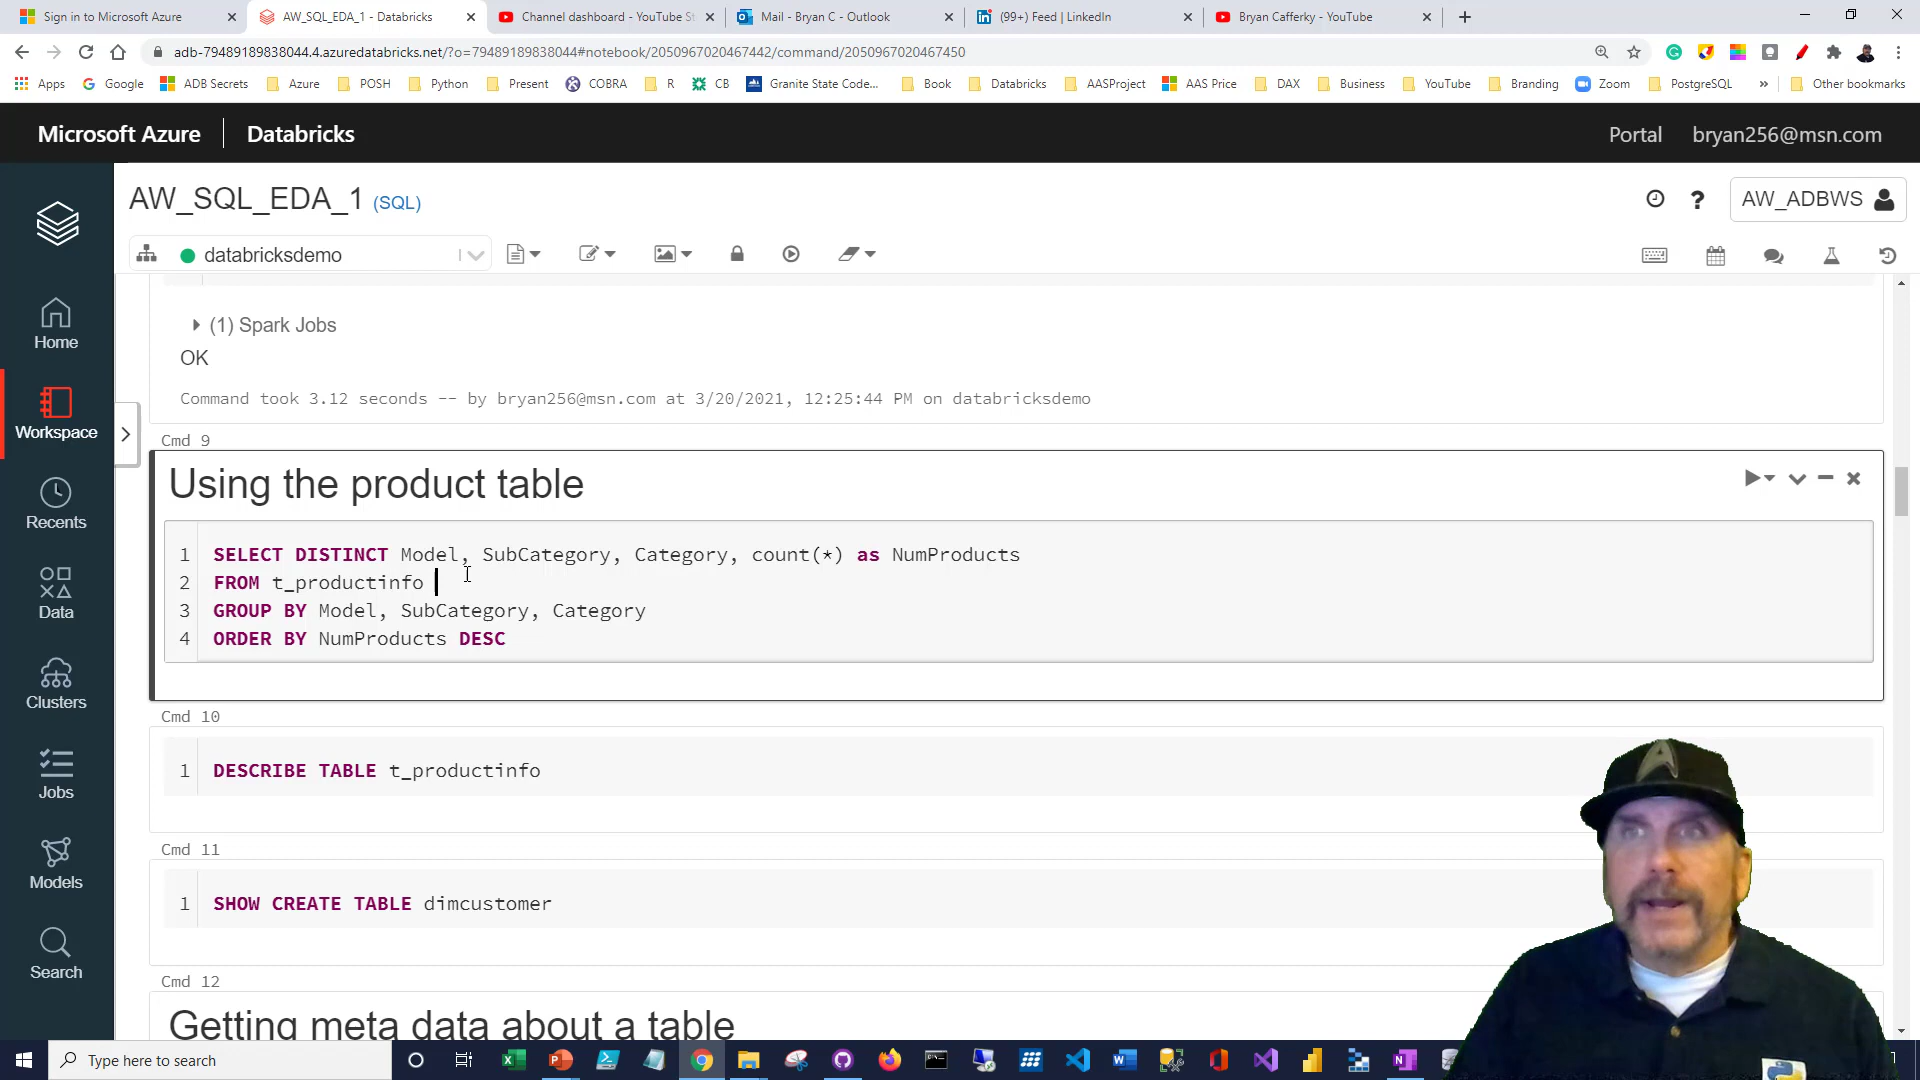 Sign in to Microsoft Azure
AW_SQL_EDA_1 - Databricks
Channel dashboard - YouTube St
Mail - Bryan C - Outlook
(99+) Feed | LinkedIn
Bryan Cafferky - YouTube
adb-79489189838044.4.azuredatabricks.net/?o=79489189838044#notebook/2050967020467442/command/2050967020467450
Apps
Google
ADB Secrets
Azure
POSH
Python
Present
COBRA
R
CB
Granite State Code...
Book
Databricks
AASProject
AAS Price
DAX
Business
YouTube
Branding
Zoom
PostgreSQL
»
Other bookmarks
Microsoft Azure
Databricks
Portal
bryan256@msn.com
AW_SQL_EDA_1 (SQL)
AW_ADBWS
databricksdemo
Home
Workspace
Recents
Data
Clusters
Jobs
Models
Search
(1) Spark Jobs
OK
Command took 3.12 seconds -- by bryan256@msn.com at 3/20/2021, 12:25:44 PM on databricksdemo
Cmd 9
Using the product table
1 SELECT DISTINCT Model, SubCategory, Category, count(*) as NumProducts
2 FROM t_productinfo
3 GROUP BY Model, SubCategory, Category
4 ORDER BY NumProducts DESC
Cmd 10
1 DESCRIBE TABLE t_productinfo
Cmd 11
1 SHOW CREATE TABLE dimcustomer
Cmd 12
Getting meta data about a table
Type here to search